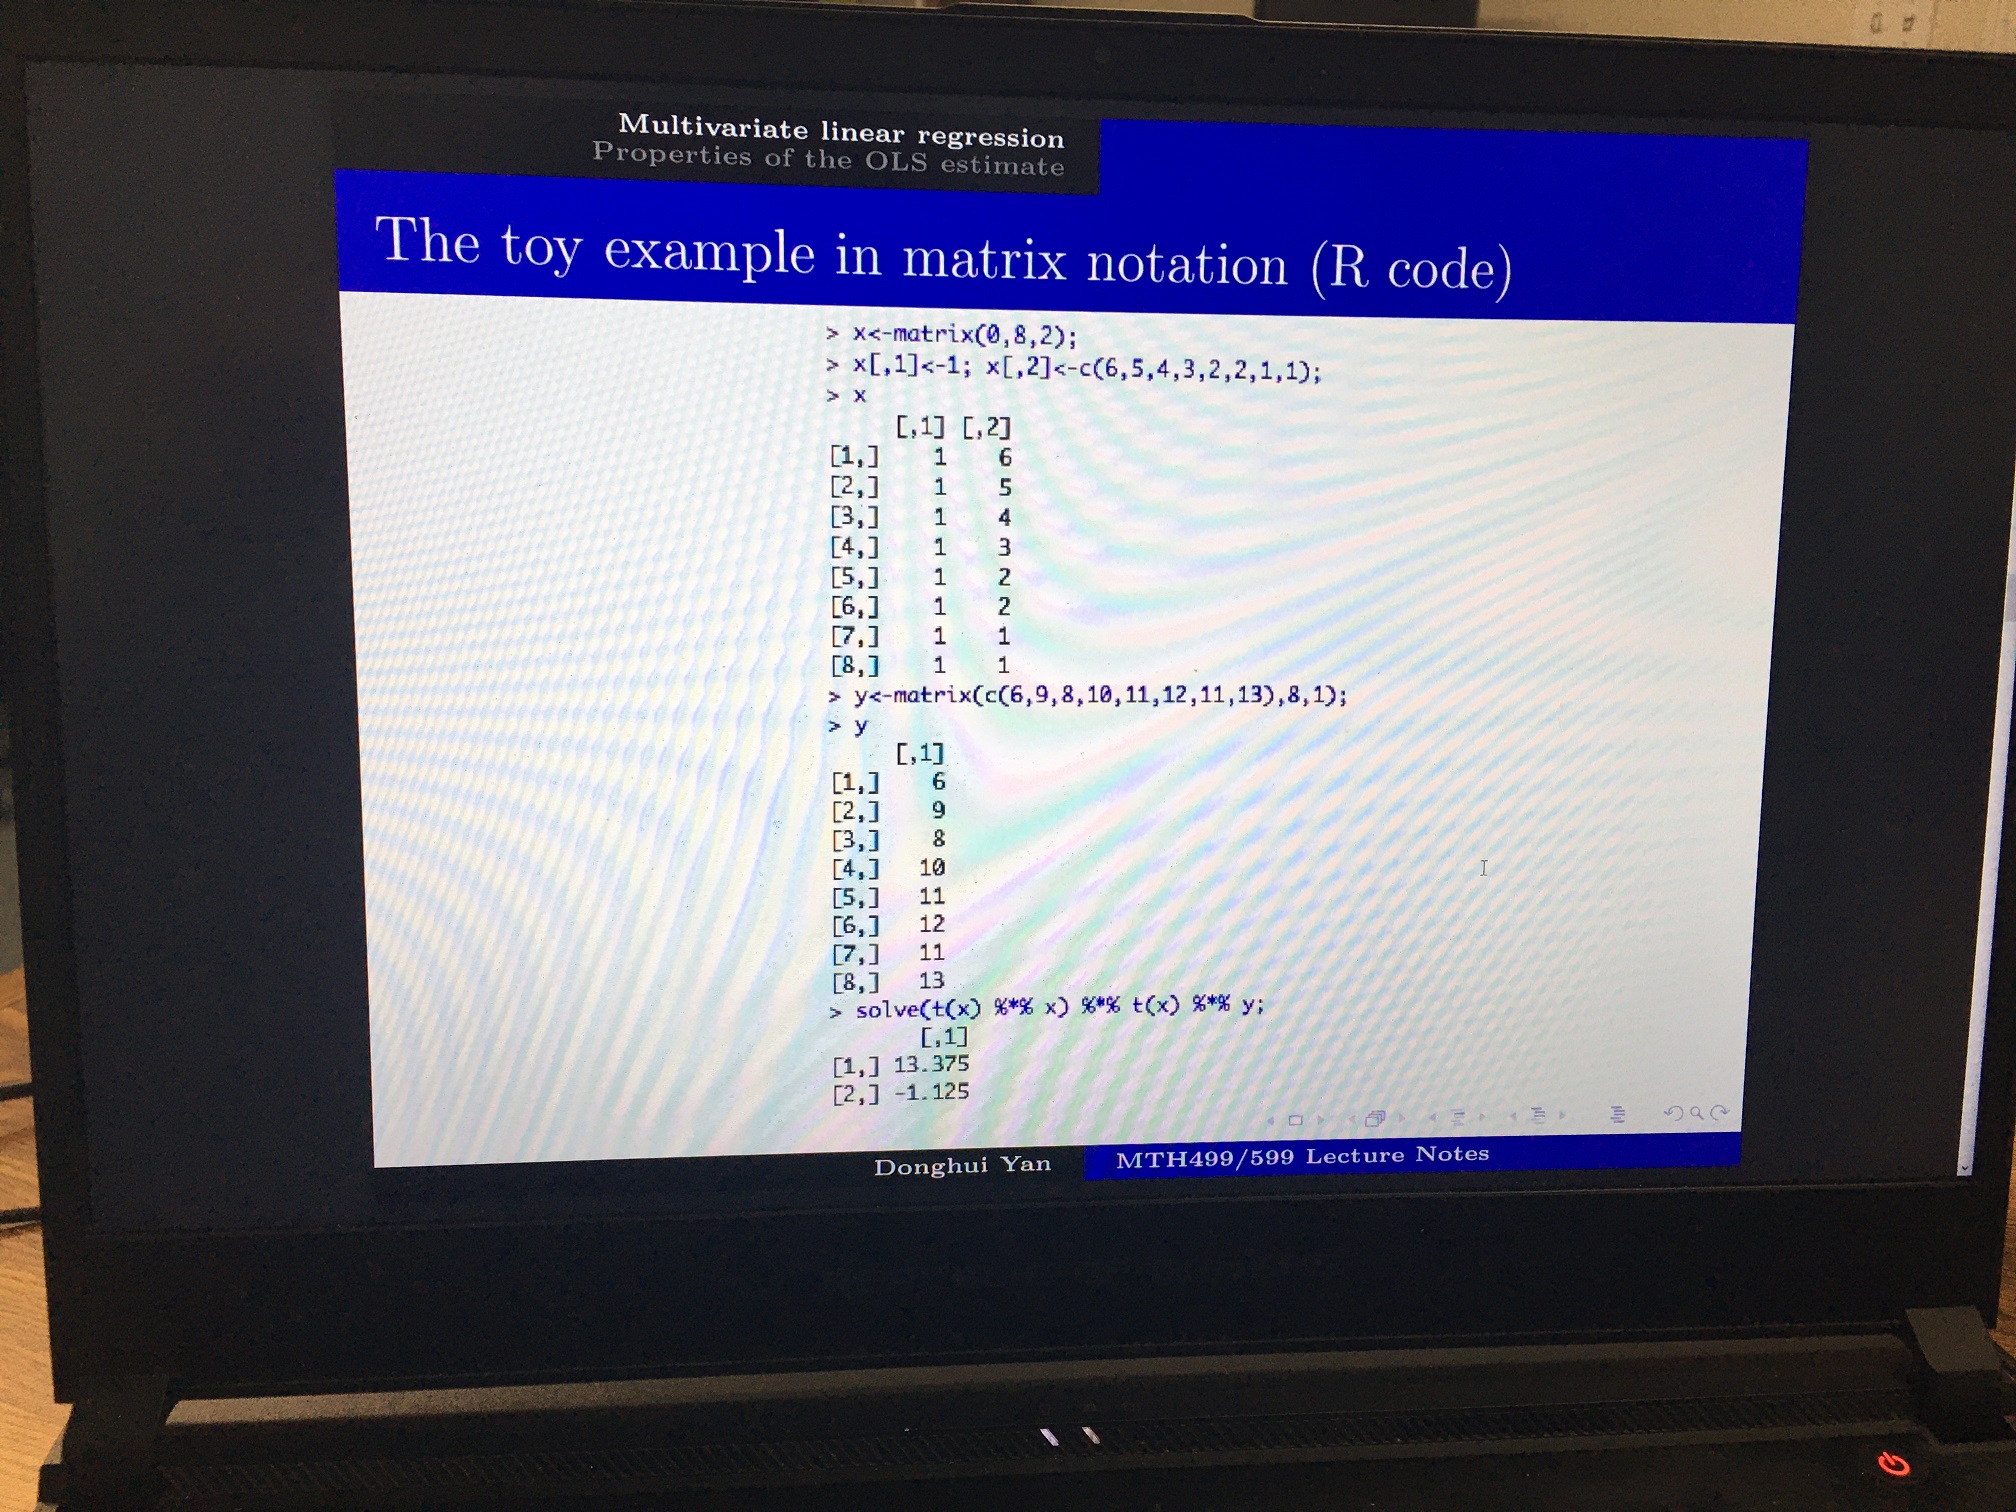 Multivariate linear regression
Properties of the OLS estimate
The toy example in matrix notation (R code)
> x<-matrix(0,8,2);
> x[,1]<-1; x[,2]<-c(6,5,4,3,2,2,1,1);
> x
[,1] [,2]
[1,] 1 6
[2,] 1 5
[3,] 1 4
[4,] 1 3
[5,] 1 2
[6,] 1 2
[7,] 1 1
[8,] 1 1
> y<-matrix(c(6,9,8,10,11,12,11,13),8,1);
> y
[,1]
[1,] 6
[2,] 9
[3,] 8
[4,] 10
[5,] 11
[6,] 12
[7,] 11
[8,] 13
> solve(t(x) %*% x) %*% t(x) %*% y;
[,1]
[1,] 13.375
[2,] -1.125
Donghui Yan
MTH499/599 Lecture Notes